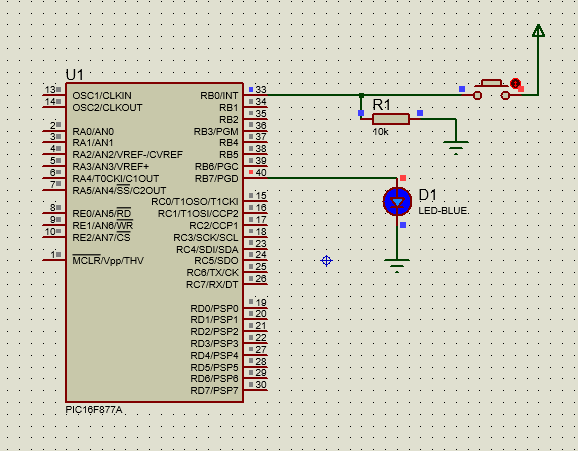 U1
13 OSC1/CLKIN RB0/INT 33
14 OSC2/CLKOUT RB1 34
RB2 35
2 RA0/AN0 RB3/PGM 36
3 RA1/AN1 RB4 37
4 RA2/AN2/VREF-/CVREF RB5 38
5 RA3/AN3/VREF+ RB6/PGC 39
6 RA4/T0CKI/C1OUT RB7/PGD 40
7 RA5/AN4/SS/C2OUT
RC0/T1OSO/T1CKI 15
8 RE0/AN5/RD RC1/T1OSI/CCP2 16
9 RE1/AN6/WR RC2/CCP1 17
10 RE2/AN7/CS RC3/SCK/SCL 18
RC4/SDI/SDA 23
1 MCLR/Vpp/THV RC5/SDO 24
RC6/TX/CK 25
RC7/RX/DT 26
RD0/PSP0 19
RD1/PSP1 20
RD2/PSP2 21
RD3/PSP3 22
RD4/PSP4 27
RD5/PSP5 28
RD6/PSP6 29
RD7/PSP7 30
PIC16F877A
R1
10k
D1
LED-BLUE.